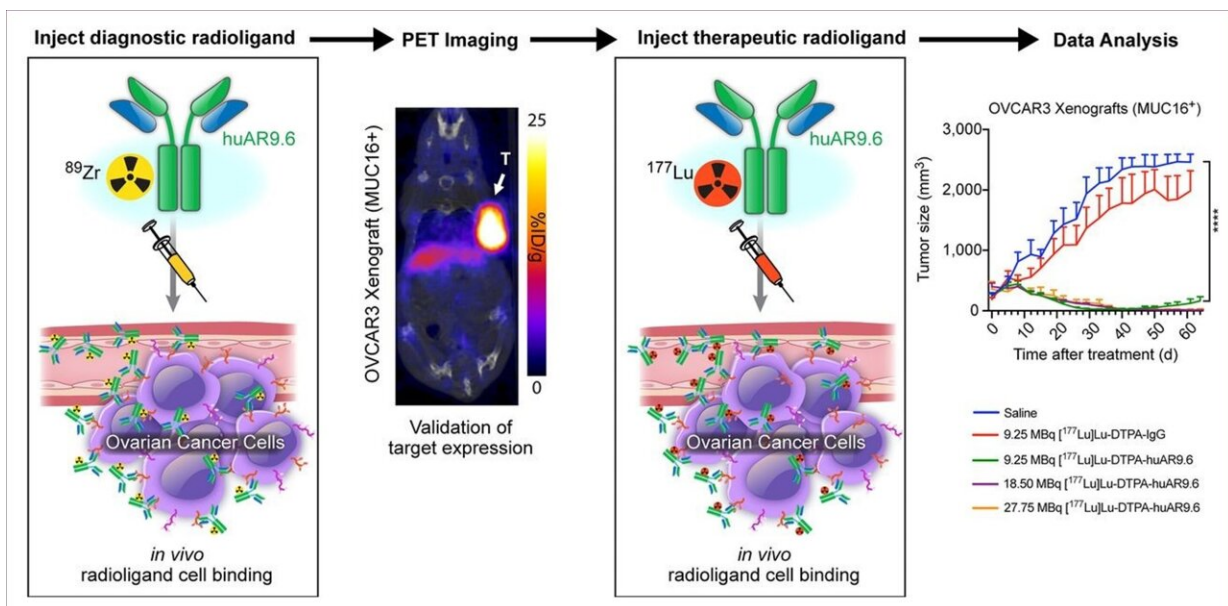 Inject diagnostic radioligand
PET Imaging
Inject therapeutic radioligand
Data Analysis
huAR9.6
⁸⁹Zr
Ovarian Cancer Cells
in vivo
radioligand cell binding
OVCAR3 Xenograft (MUC16+)
T
25
%ID/g
0
Validation of
target expression
huAR9.6
¹⁷⁷Lu
Ovarian Cancer Cells
in vivo
radioligand cell binding
OVCAR3 Xenografts (MUC16⁺)
Tumor size (mm³)
3,000
2,000
1,000
0
0 10 20 30 40 50 60
Time after treatment (d)
****
Saline
9.25 MBq [¹⁷⁷Lu]Lu-DTPA-IgG
9.25 MBq [¹⁷⁷Lu]Lu-DTPA-huAR9.6
18.50 MBq [¹⁷⁷Lu]Lu-DTPA-huAR9.6
27.75 MBq [¹⁷⁷Lu]Lu-DTPA-huAR9.6